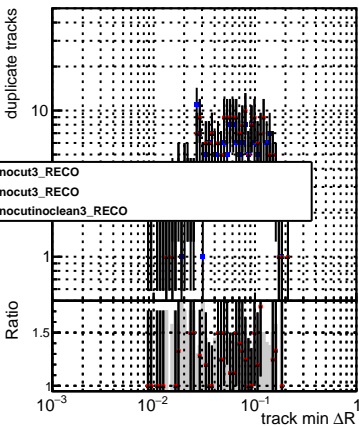 duplicate tracks
10
nocut3_RECO
nocut3_RECO
nocutinoclean3_RECO
1
Ratio
1.5
1
10⁻³ 10⁻² 10⁻¹ 1
track min ΔR